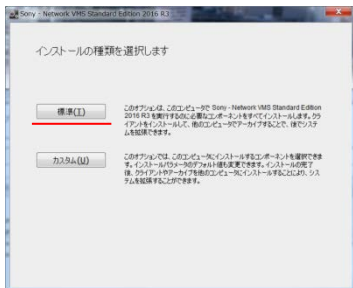 Sony - Network VMS Standard Edition 2016 R3
インストールの種類を選択します
標準(T)
このオプションは、このコンピュータで Sony - Network VMS Standard Edition
2016 R3 を実行するのに必要なコンポーネントをすべてインストールします。クラ
イアントをインストールして、他のコンピュータでアーカイブすることで、後でシステ
ムを拡張できます。
カスタム(U)
このオプションでは、このコンピュータにインストールするコンポーネントを選択できま
す。インストールパラメータのデフォルト値も変更できます。インストールの完了
後、クライアントやアーカイブを他のコンピュータにインストールすることにより、シス
テムを拡張することができます。